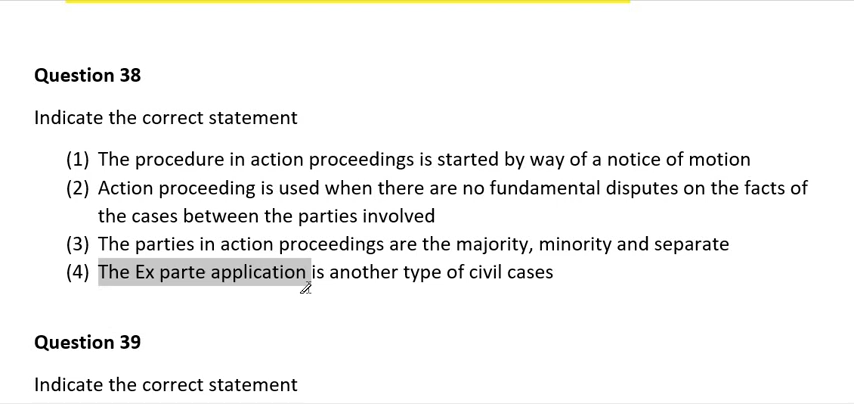 Question 38
Indicate the correct statement
(1) The procedure in action proceedings is started by way of a notice of motion
(2) Action proceeding is used when there are no fundamental disputes on the facts of
the cases between the parties involved
(3) The parties in action proceedings are the majority, minority and separate
(4) The Ex parte application is another type of civil cases
Question 39
Indicate the correct statement